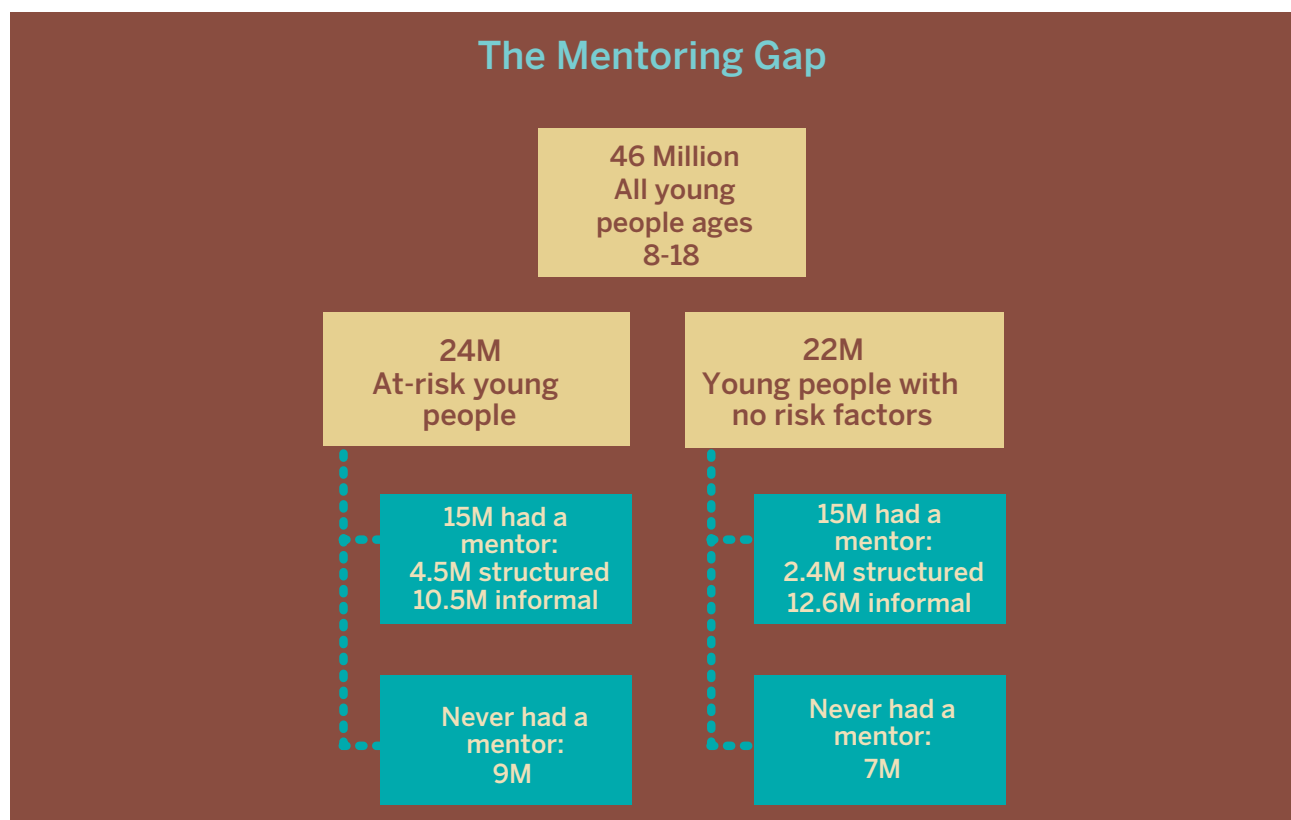 The Mentoring Gap
46 Million
All young
people ages
8-18
24M
At-risk young
people
22M
Young people with
no risk factors
15M had a
mentor:
4.5M structured
10.5M informal
15M had a
mentor:
2.4M structured
12.6M informal
Never had a
mentor:
9M
Never had a
mentor:
7M